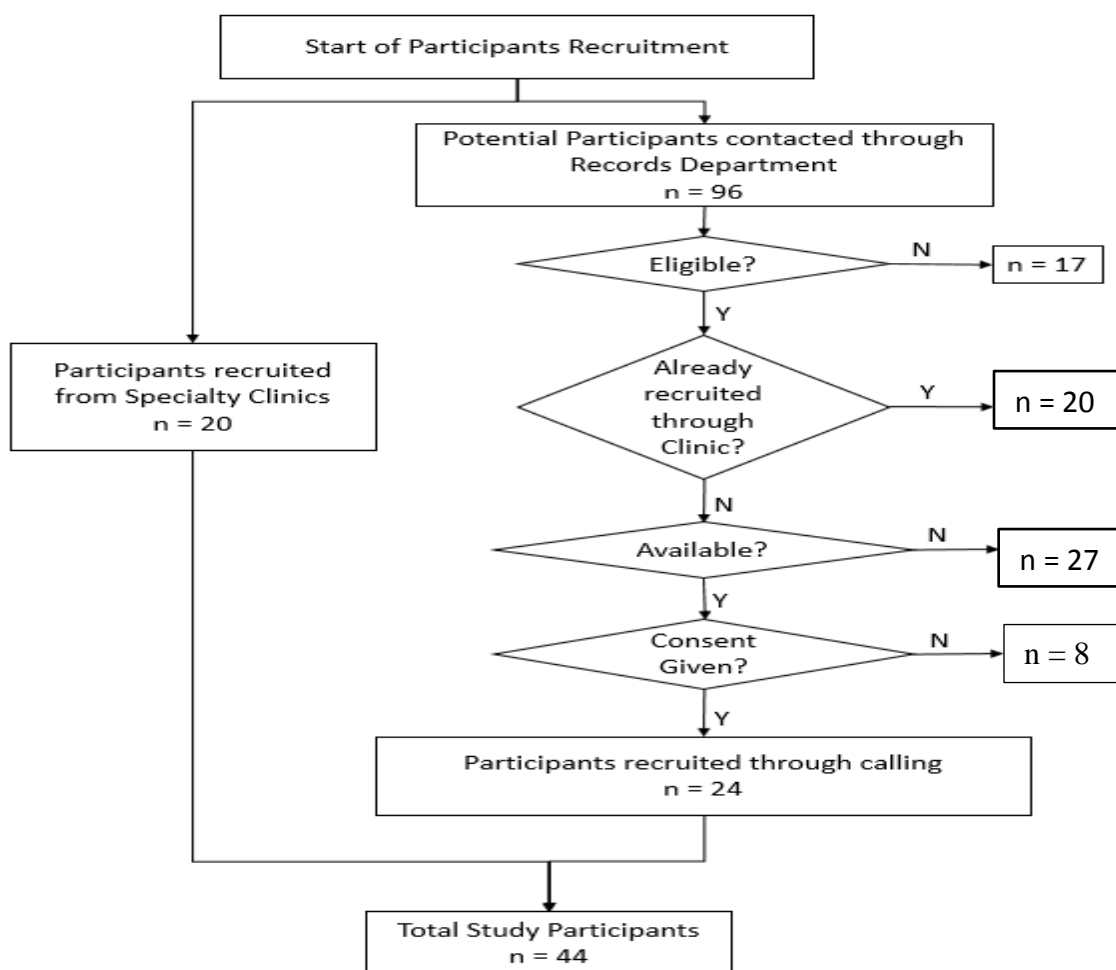 Start of Participants Recruitment
Potential Participants contacted through
Records Department
n = 96
Eligible?
N
n = 17
Y
Participants recruited
from Specialty Clinics
n = 20
Already
recruited
through
Clinic?
Y
n = 20
N
Available?
N
n = 27
Y
Consent
Given?
N
n = 8
Y
Participants recruited through calling
n = 24
Total Study Participants
n = 44